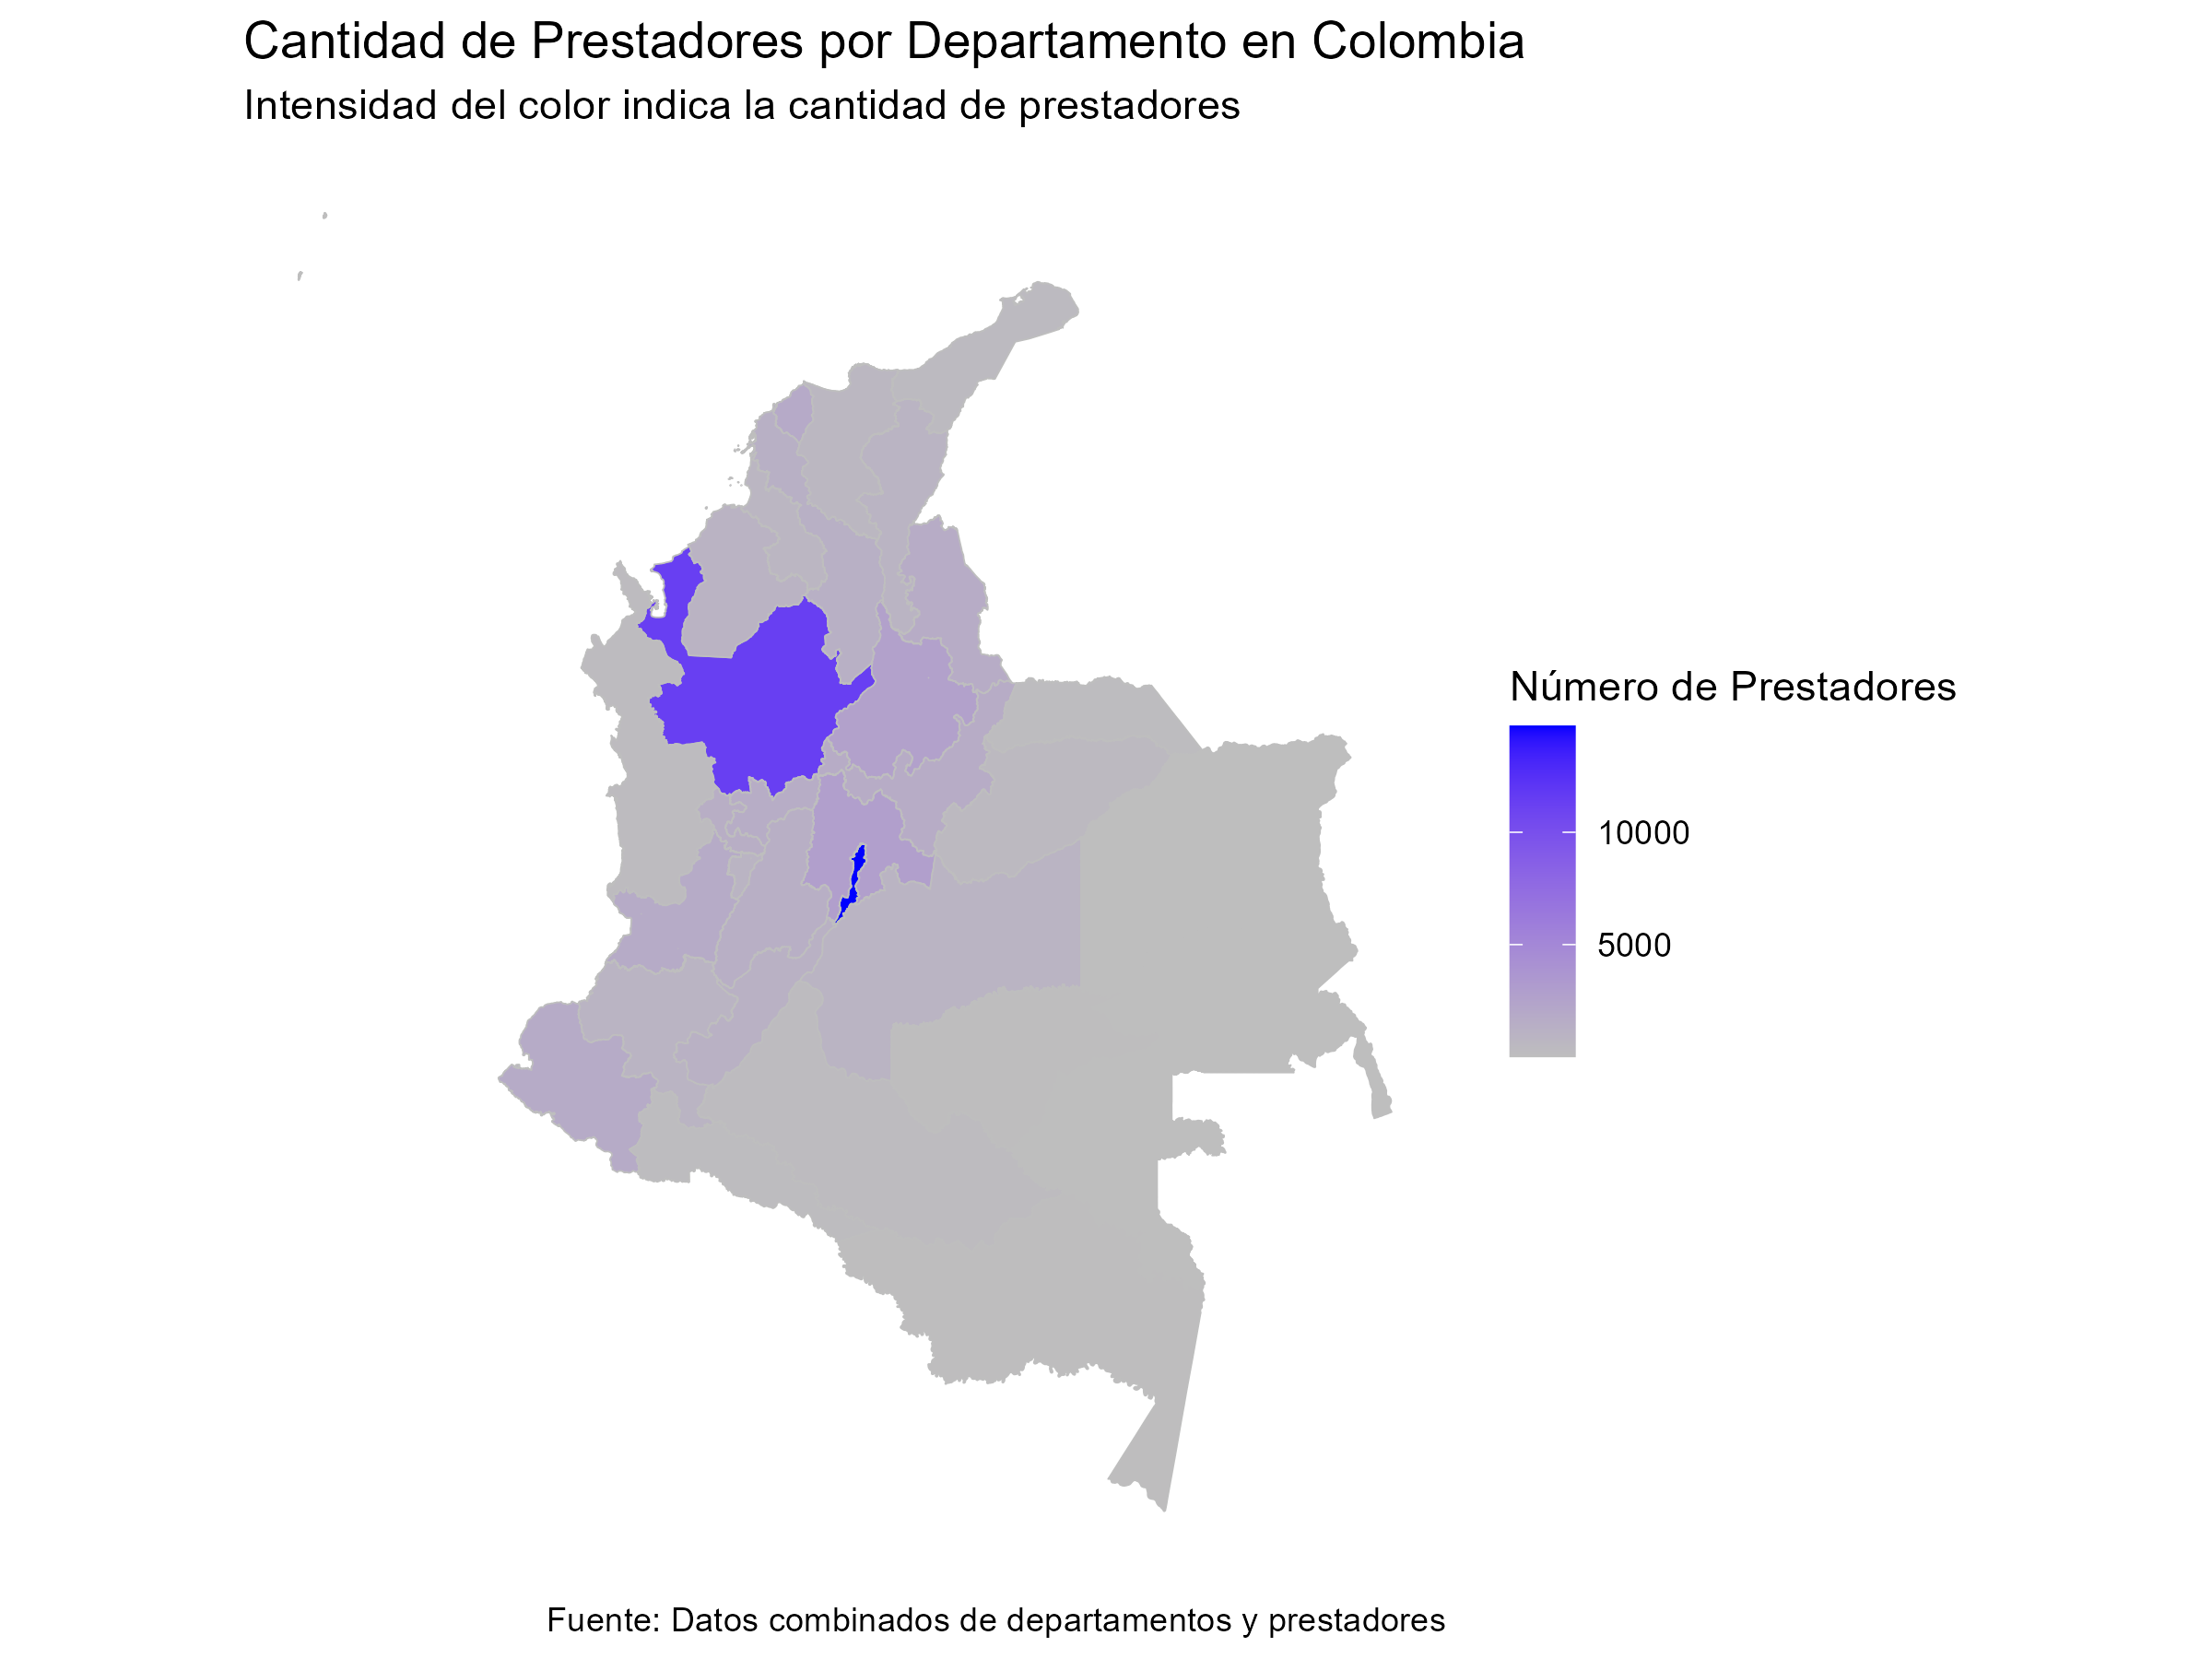 Cantidad de Prestadores por Departamento en Colombia
Intensidad del color indica la cantidad de prestadores
Número de Prestadores
10000
5000
Fuente: Datos combinados de departamentos y prestadores